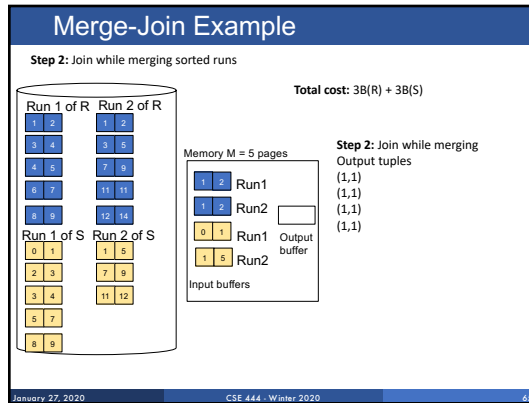 Merge-Join Example
Step 2: Join while merging sorted runs
Total cost: 3B(R) + 3B(S)
Run 1 of R Run 2 of R
1 2 1 2
3 4 3 5
4 5 7 9
6 7 11 11
8 9 12 14
Run 1 of S Run 2 of S
0 1 1 5
2 3 7 9
3 4 11 12
5 7
8 9
Memory M = 5 pages
1 2 Run1
1 2 Run2
0 1 Run1
1 5 Run2
Output
buffer
Input buffers
Step 2: Join while merging
Output tuples
(1,1)
(1,1)
(1,1)
(1,1)
January 27, 2020 CSE 444 - Winter 2020